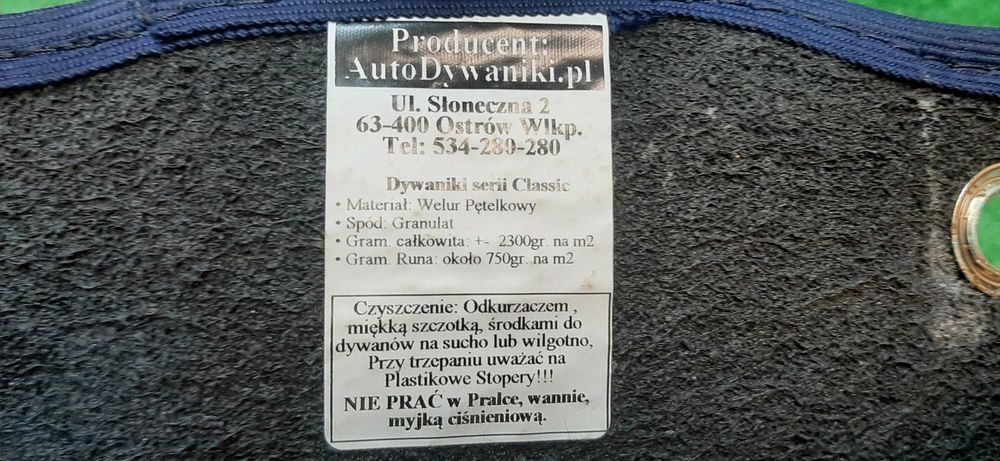 Producent:
AutoDywaniki.pl
Ul. Słoneczna 2
63-400 Ostrów Wlkp.
Tel: 534-280-280
Dywaniki serii Classic
• Materiał: Welur Pętelkowy
• Spód: Granulat
• Gram. całkowita: +- 2300gr. na m2
• Gram. Runa: około 750gr. na m2
Czyszczenie: Odkurzaczem ,
miękką szczotką, środkami do
dywanów na sucho lub wilgotno,
Przy trzepaniu uważać na
Plastikowe Stopery!!!
NIE PRAĆ w Pralce, wannie,
myjką ciśnieniową.